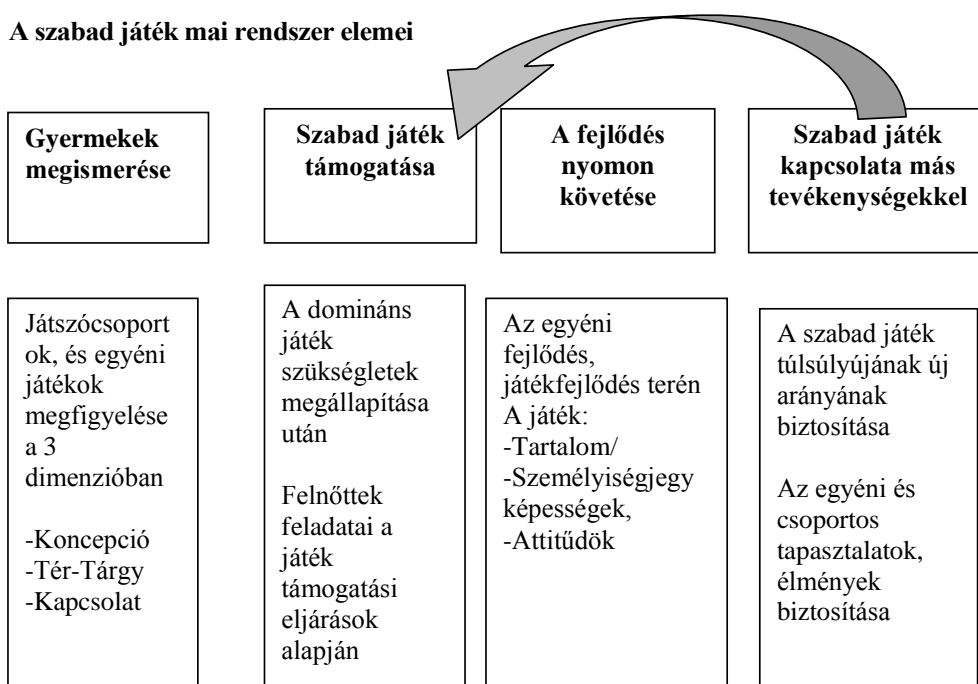 A szabad játék mai rendszer elemei
Gyermekek
megismerése
Szabad játék
támogatása
A fejlődés
nyomon
követése
Szabad játék
kapcsolata más
tevékenységekkel
Játszócsoport
ok, és egyéni
játékok
megfigyelése
a 3
dimenzióban
-Koncepció
-Tér-Tárgy
-Kapcsolat
A domináns
játék
szükségletek
megállapítása
után
Felnőttek
feladatai a
játék
támogatási
eljárások
alapján
Az egyéni
fejlődés,
játékfejlődés terén
A játék:
-Tartalom/
-Személyiségjegy
képességek,
-Attitűdök
A szabad játék
túlsúlyújának új
arányának
biztosítása
Az egyéni és
csoportos
tapasztalatok,
élmények
biztosítása